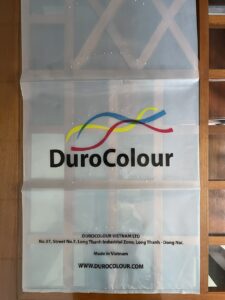 DuroColour
DUROCOLOUR VIETNAM LTD
No.37, Street No.7, Long Thanh Industrial Zone, Long Thanh - Dong Nai.
Made in Vietnam
WWW.DUROCOLOUR.COM